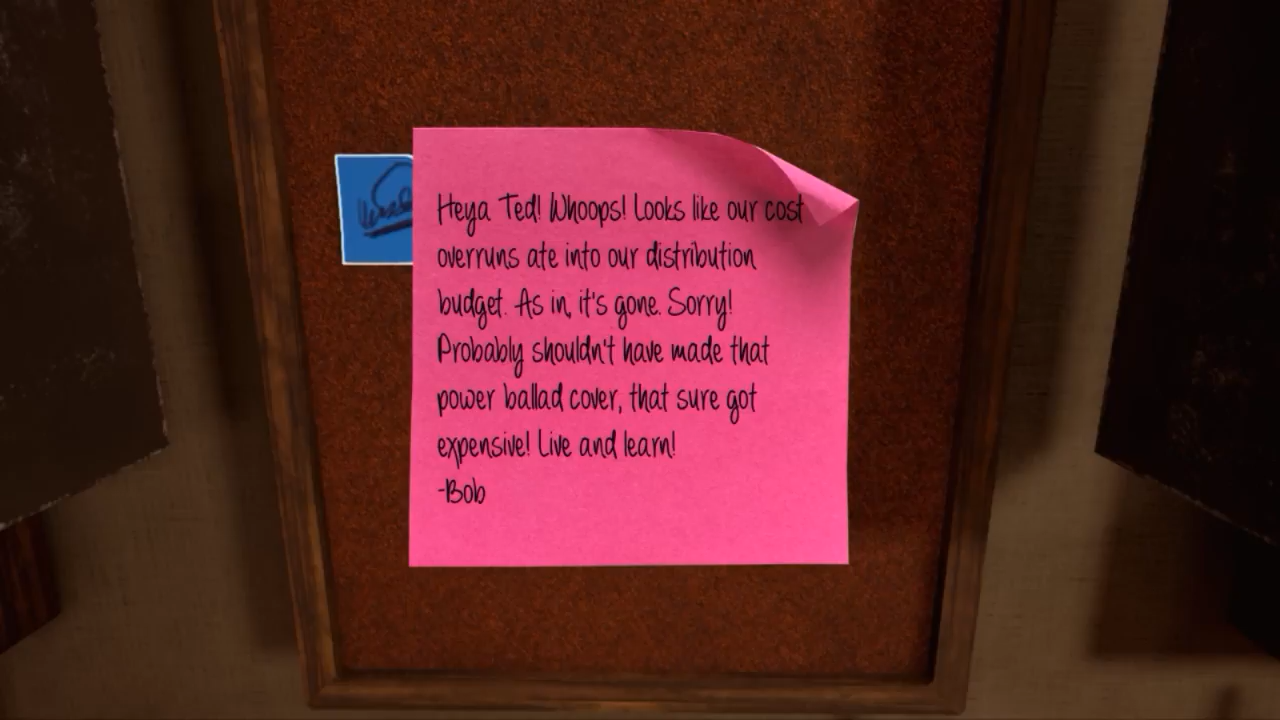 Heya Ted! Whoops! Looks like our cost
overruns ate into our distribution
budget. As in, it's gone. Sorry!
Probably shouldn't have made that
power ballad cover, that sure got
expensive! Live and learn!
-Bob